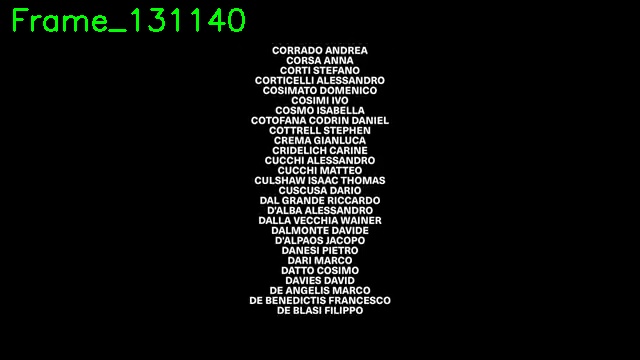 Frame_131140
CORRADO ANDREA
CORSA ANNA
CORTI STEFANO
CORTICELLI ALESSANDRO
COSIMATO DOMENICO
COSIMI IVO
COSMO ISABELLA
COTOFANA CODRIN DANIEL
COTTRELL STEPHEN
CREMA GIANLUCA
CRIDELICH CARINE
CUCCHI ALESSANDRO
CUCCHI MATTEO
CULSHAW ISAAC THOMAS
CUSCUSA DARIO
DAL GRANDE RICCARDO
D'ALBA ALESSANDRO
DALLA VECCHIA WAINER
DALMONTE DAVIDE
D'ALPAOS JACOPO
DANESI PIETRO
DARI MARCO
DATTO COSIMO
DAVIES DAVID
DE ANGELIS MARCO
DE BENEDICTIS FRANCESCO
DE BLASI FILIPPO